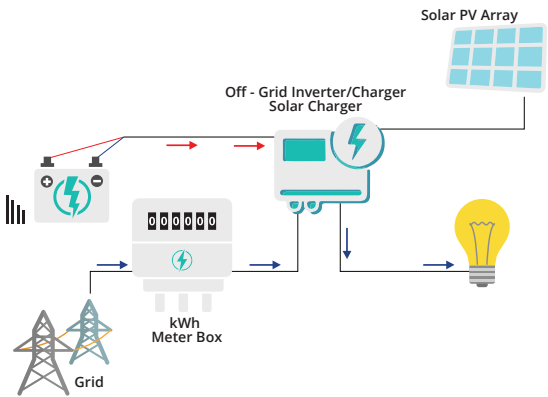 Solar PV Array
Off - Grid Inverter/Charger
Solar Charger
000000
kWh
Meter Box
Grid